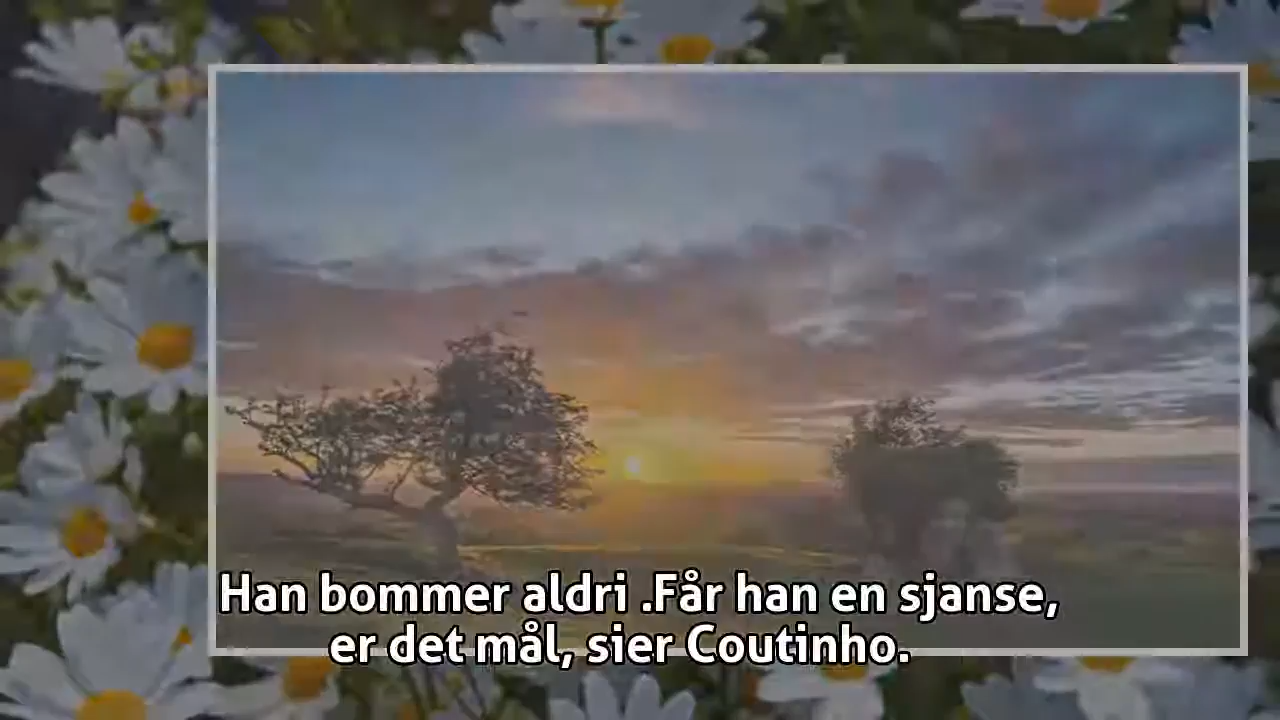 Han bommer aldri .Får han en sjanse,
er det mål, sier Coutinho.